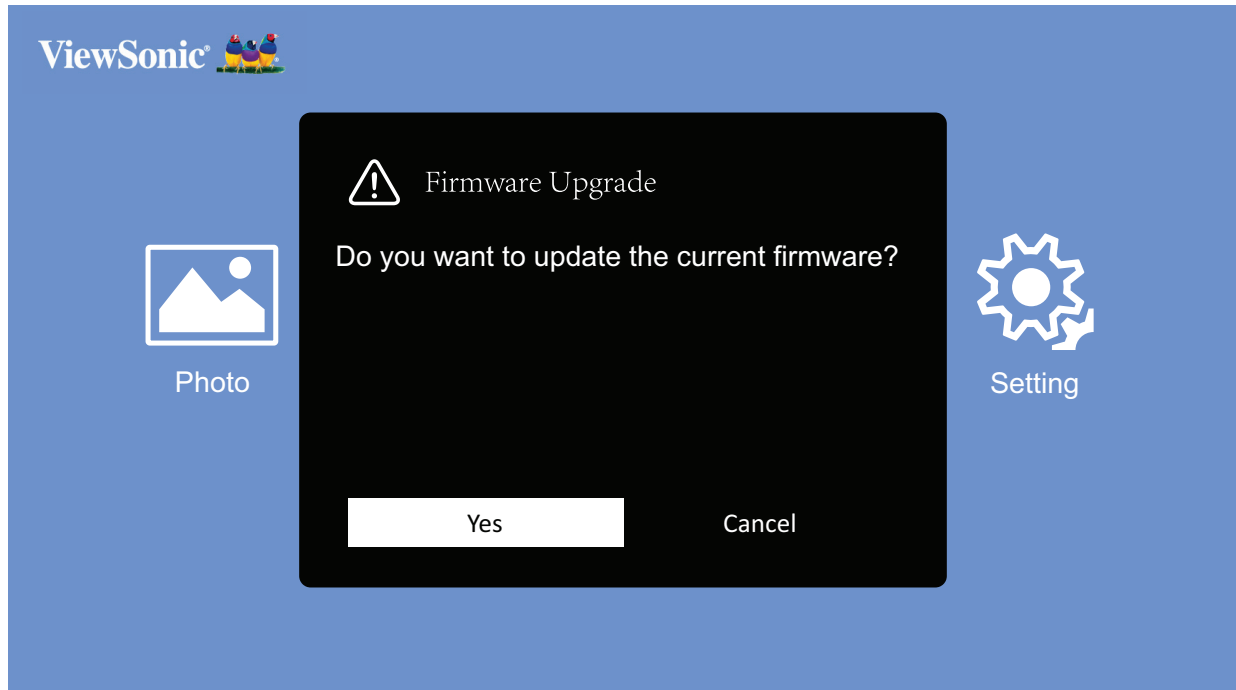 ViewSonic®
Firmware Upgrade
Do you want to update the current firmware?
Photo
Setting
Yes
Cancel